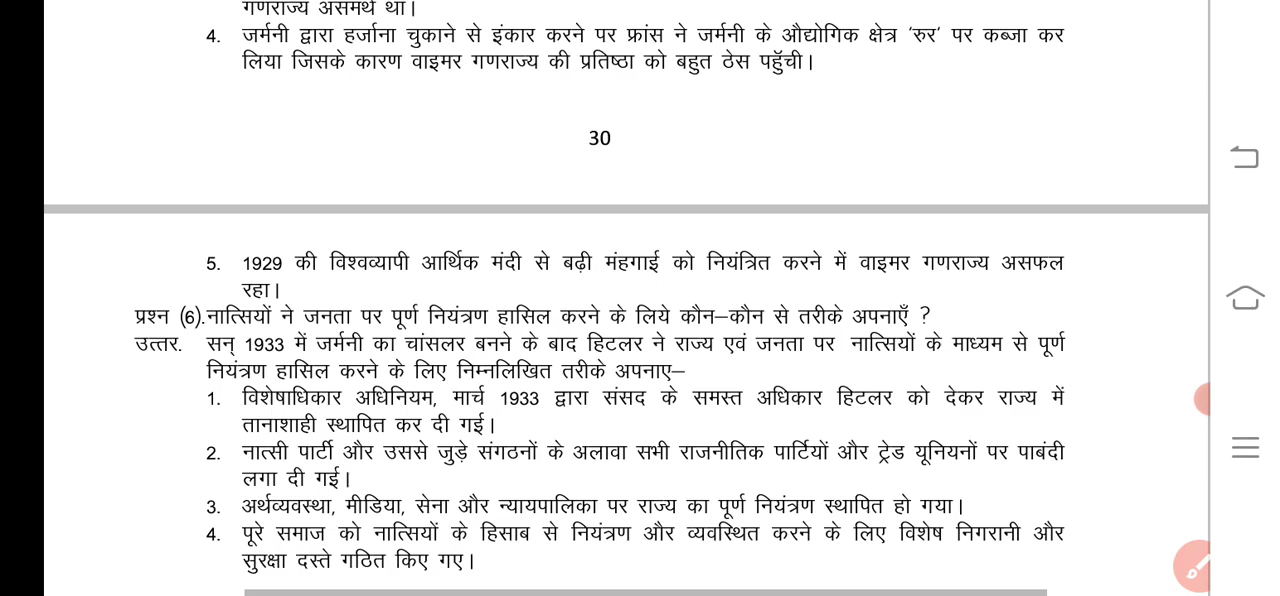 गणराज्य असमर्थ था।
4. जर्मनी द्वारा हर्जाना चुकाने से इंकार करने पर फ्रांस ने जर्मनी के औद्योगिक क्षेत्र 'रुर' पर कब्जा कर
लिया जिसके कारण वाइमर गणराज्य की प्रतिष्ठा को बहुत ठेस पहुॅची।
30
5. 1929 की विश्वव्यापी आर्थिक मंदी से बढ़ी मंहगाई को नियंत्रित करने में वाइमर गणराज्य असफल
रहा।
प्रश्न (6).नात्सियों ने जनता पर पूर्ण नियंत्रण हासिल करने के लिये कौन–कौन से तरीके अपनाएँ ?
उत्तर. सन् 1933 में जर्मनी का चांसलर बनने के बाद हिटलर ने राज्य एवं जनता पर नात्सियों के माध्यम से पूर्ण
नियंत्रण हासिल करने के लिए निम्नलिखित तरीके अपनाए–
1. विशेषाधिकार अधिनियम, मार्च 1933 द्वारा संसद के समस्त अधिकार हिटलर को देकर राज्य में
तानाशाही स्थापित कर दी गई।
2. नात्सी पार्टी और उससे जुड़े संगठनों के अलावा सभी राजनीतिक पार्टियों और ट्रेड यूनियनों पर पाबंदी
लगा दी गई।
3. अर्थव्यवस्था, मीडिया, सेना और न्यायपालिका पर राज्य का पूर्ण नियंत्रण स्थापित हो गया।
4. पूरे समाज को नात्सियों के हिसाब से नियंत्रण और व्यवस्थित करने के लिए विशेष निगरानी और
सुरक्षा दस्ते गठित किए गए।